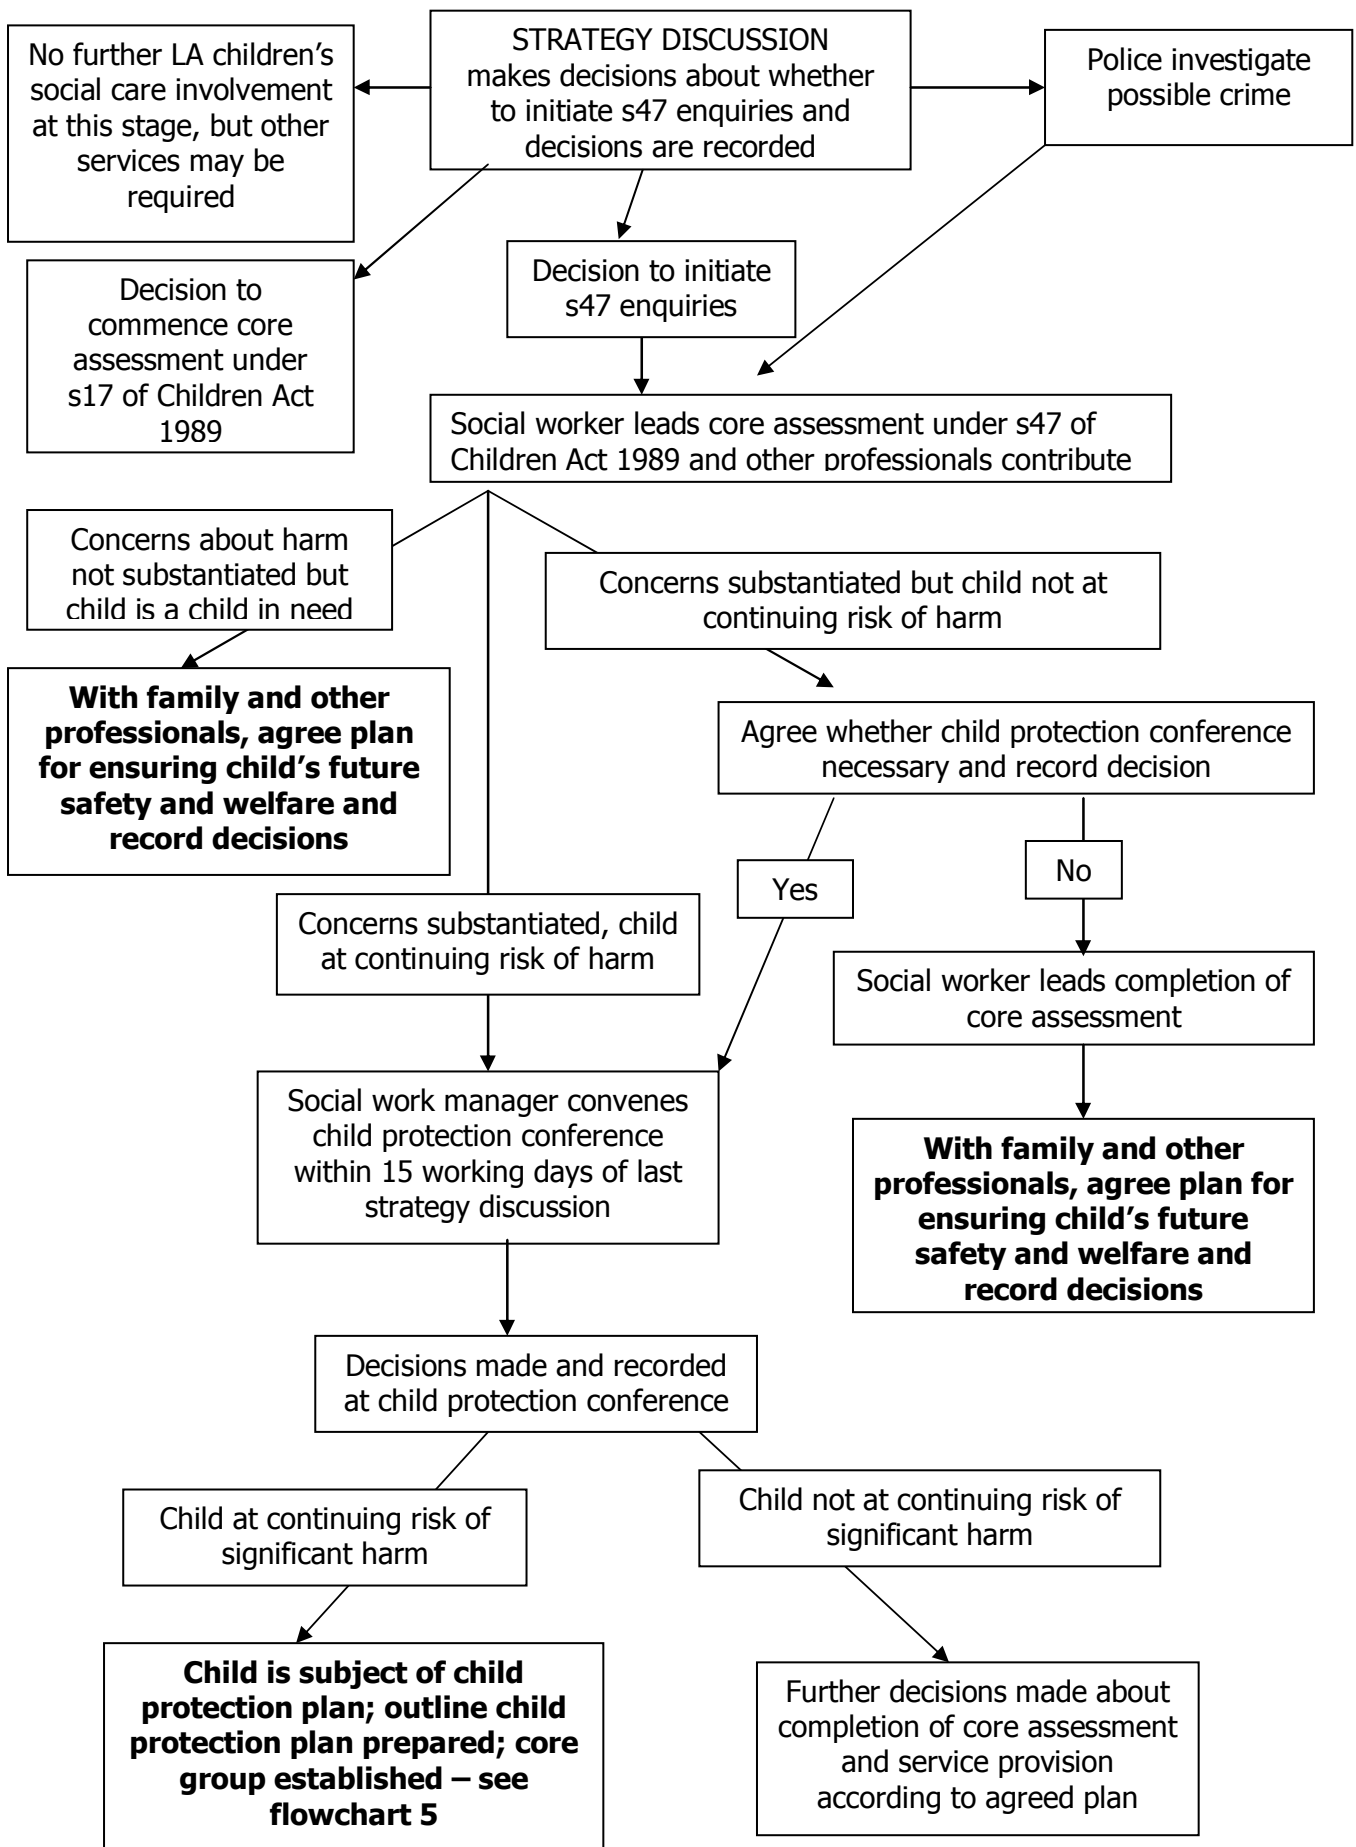 No further LA children's
social care involvement
at this stage, but other
services may be
required
STRATEGY DISCUSSION
makes decisions about whether
to initiate s47 enquiries and
decisions are recorded
Police investigate
possible crime
Decision to
commence core
assessment under
s17 of Children Act
1989
Decision to initiate
s47 enquiries
Social worker leads core assessment under s47 of
Children Act 1989 and other professionals contribute
Concerns about harm
not substantiated but
child is a child in need
Concerns substantiated but child not at
continuing risk of harm
With family and other
professionals, agree plan
for ensuring child's future
safety and welfare and
record decisions
Agree whether child protection conference
necessary and record decision
Yes
No
Concerns substantiated, child
at continuing risk of harm
Social worker leads completion of
core assessment
Social work manager convenes
child protection conference
within 15 working days of last
strategy discussion
With family and other
professionals, agree plan for
ensuring child's future
safety and welfare and
record decisions
Decisions made and recorded
at child protection conference
Child at continuing risk of
significant harm
Child not at continuing risk of
significant harm
Child is subject of child
protection plan; outline child
protection plan prepared; core
group established – see
flowchart 5
Further decisions made about
completion of core assessment
and service provision
according to agreed plan